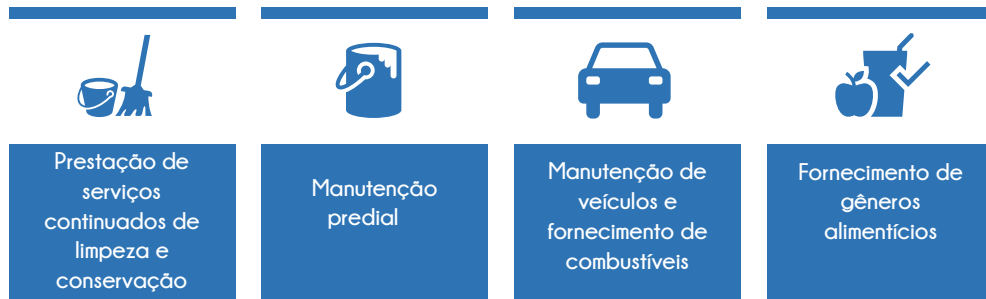 Prestação de
serviços
continuados de
limpeza e
conservação
Manutenção
predial
Manutenção de
veículos e
fornecimento de
combustíveis
Fornecimento de
gêneros
alimentícios